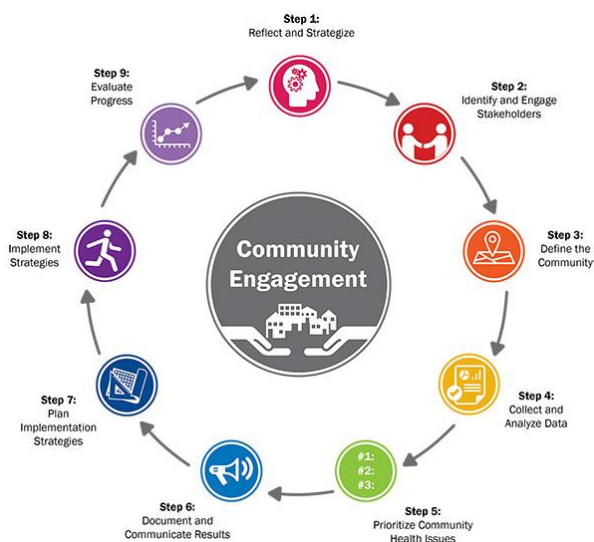 Step 1:
Reflect and Strategize
Step 2:
Identify and Engage
Stakeholders
Step 3:
Define the
Community
Step 4:
Collect and
Analyze Data
Step 5:
Prioritize Community
Health Issues
#1:
#2:
#3:
Step 6:
Document and
Communicate Results
Step 7:
Plan
Implementation
Strategies
Step 8:
Implement
Strategies
Step 9:
Evaluate
Progress
Community
Engagement